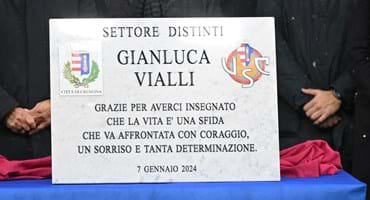 SETTORE DISTINTI
GIANLUCA
VIALLI
CITTÀ DI CREMONA
USC
GRAZIE PER AVERCI INSEGNATO
CHE LA VITA E' UNA SFIDA
CHE VA AFFRONTATA CON CORAGGIO,
UN SORRISO E TANTA DETERMINAZIONE.
7 GENNAIO 2024